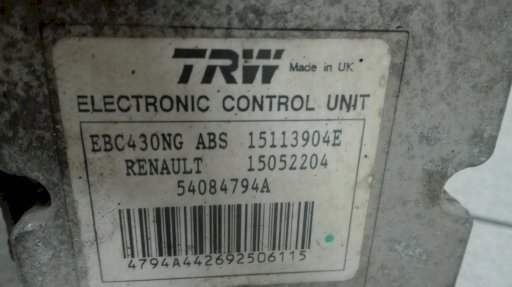 TRW Made in UK
ELECTRONIC CONTROL UNIT
EBC430NG ABS 15113904E
RENAULT 15052204
54084794A
4794A442692506115